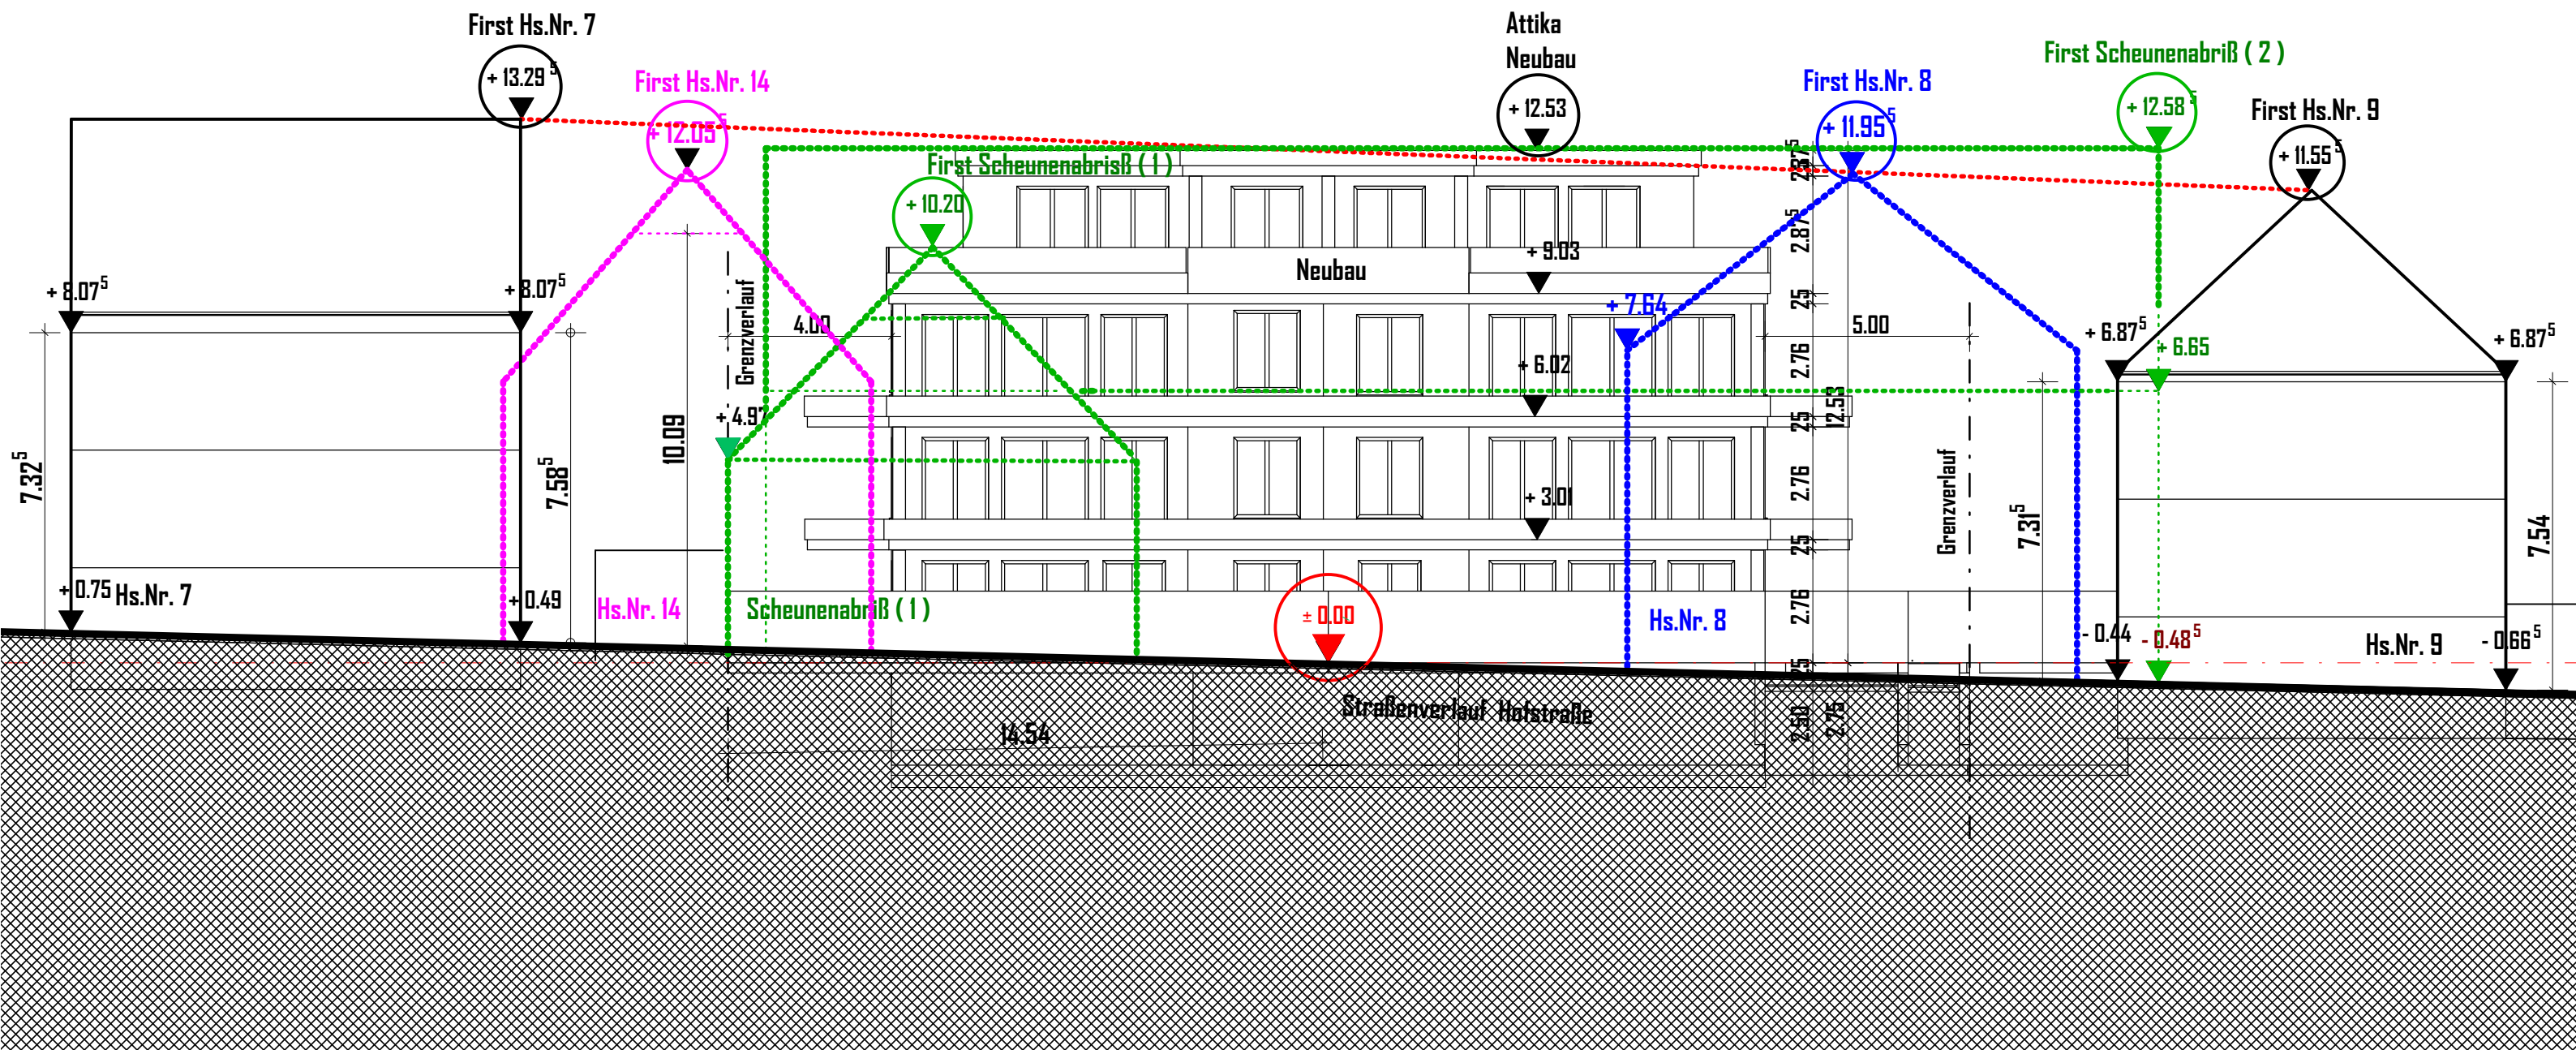 First Hs.Nr. 7
+ 13.29⁵
First Hs.Nr. 14
+ 12.05⁵
Attika
Neubau
+ 12.53
First Hs.Nr. 8
+ 11.95⁵
First Scheunenabriß ( 2 )
+ 12.58⁵
First Hs.Nr. 9
+ 11.55⁵
First Scheunenabrisß ( 1 )
+ 10.20
2.87⁵
+ 9.03
Neubau
+ 8.07⁵
+ 8.07⁵
Grenzverlauf
4.00
25
+ 7.64
5.00
+ 6.87⁵
+ 6.65
+ 6.87⁵
+ 6.02
2.76
12.53
25
+ 4.97
10.09
7.32⁵
7.58⁵
2.76
Grenzverlauf
+ 3.01
25
7.31⁵
7.54
+ 0.75
Hs.Nr. 7
+ 0.49
Hs.Nr. 14
Scheunenabriß ( 1 )
± 0.00
Hs.Nr. 8
2.76
- 0.44
- 0.48⁵
Hs.Nr. 9
- 0.66⁵
25
Straßenverlauf Hofstraße
14.54
2.50
2.75